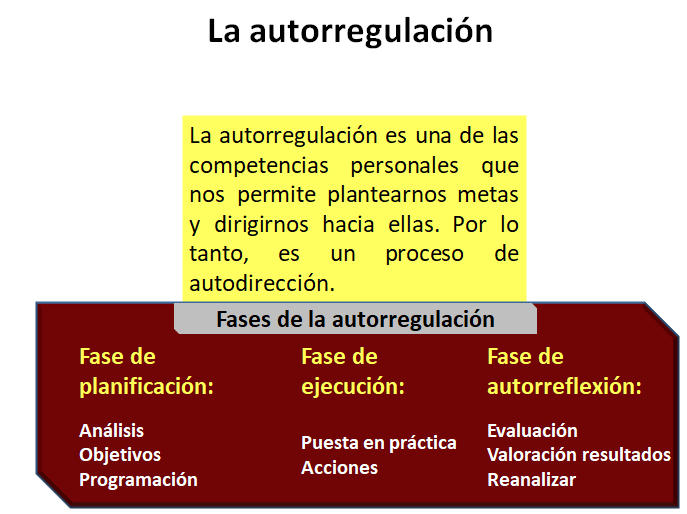 La autorregulación
La autorregulación es una de las
competencias personales que
nos permite plantearnos metas
y dirigirnos hacia ellas. Por lo
tanto, es un proceso de
autodirección.
Fases de la autorregulación
Fase de
planificación:
Análisis
Objetivos
Programación
Fase de
ejecución:
Puesta en práctica
Acciones
Fase de
autorreflexión:
Evaluación
Valoración resultados
Reanalizar